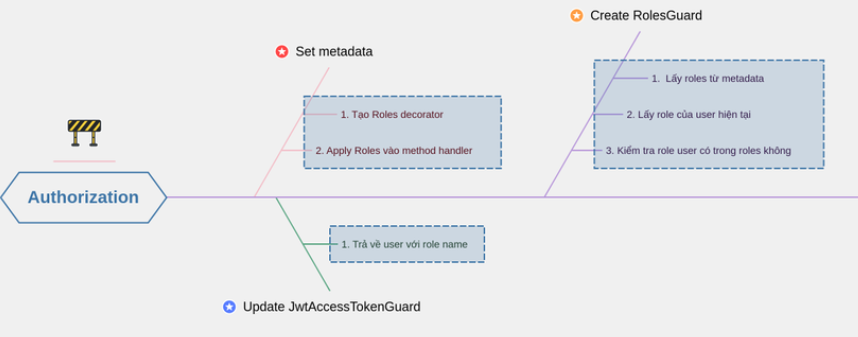 Authorization
Set metadata
1. Tạo Roles decorator
2. Apply Roles vào method handler
Update JwtAccessTokenGuard
1. Trả về user với role name
Create RolesGuard
1. Lấy roles từ metadata
2. Lấy role của user hiện tại
3. Kiểm tra role user có trong roles không